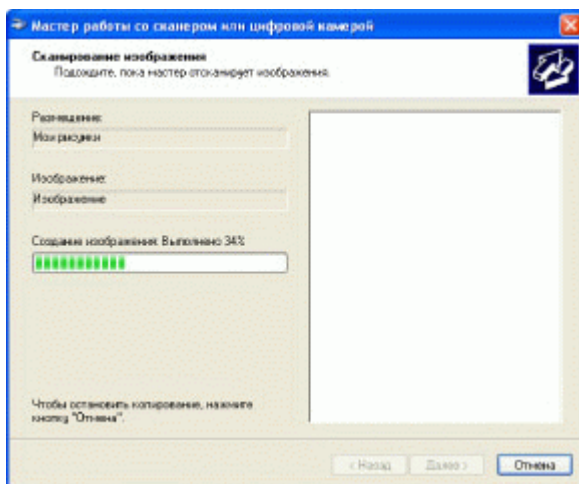 Мастер работы со сканером или цифровой камерой
Сканирование изображения
Подождите, пока мастер отсканирует изображения.
Размещение:
Мои рисунки
Изображение:
Изображение
Создание изображения: Выполнено 34%
Чтобы остановить копирование, нажмите
кнопку "Отмена".
< Назад
Далее >
Отмена